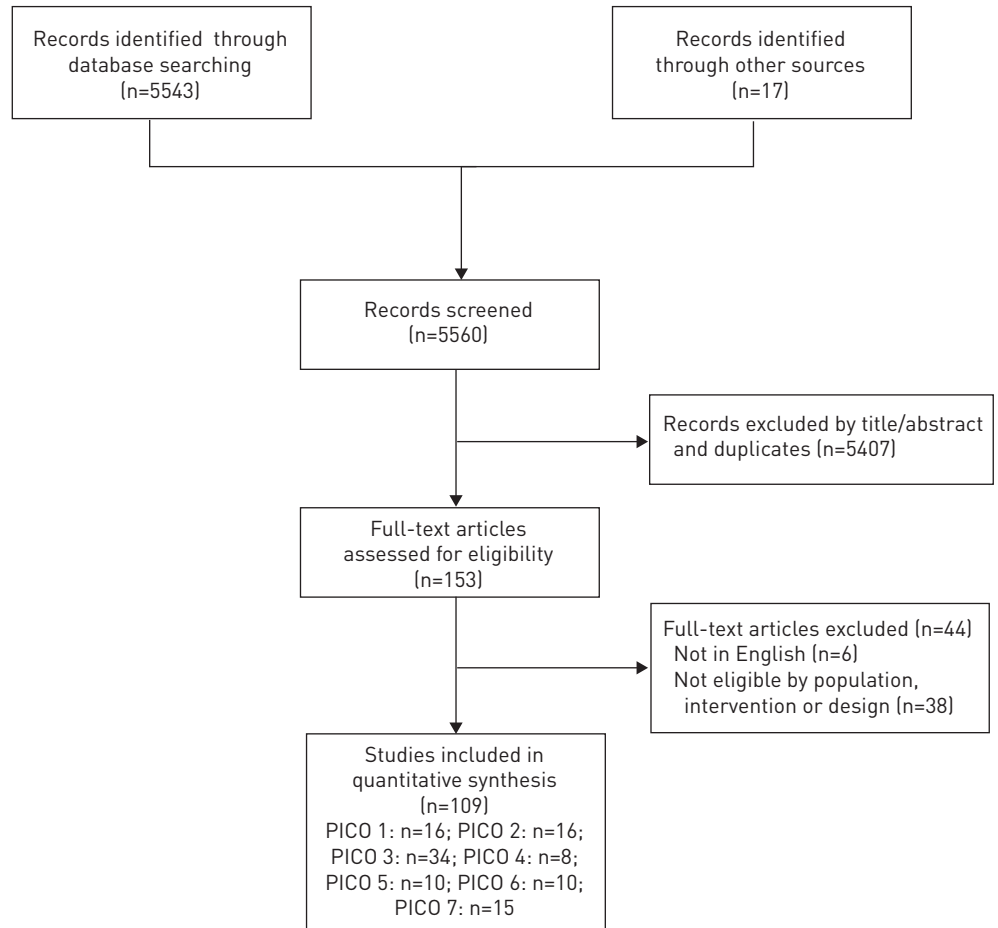 Records identified through
database searching
(n=5543)
Records identified
through other sources
(n=17)
Records screened
(n=5560)
Records excluded by title/abstract
and duplicates (n=5407)
Full-text articles
assessed for eligibility
(n=153)
Full-text articles excluded (n=44)
Not in English (n=6)
Not eligible by population,
intervention or design (n=38)
Studies included in
quantitative synthesis
(n=109)
PICO 1: n=16; PICO 2: n=16;
PICO 3: n=34; PICO 4: n=8;
PICO 5: n=10; PICO 6: n=10;
PICO 7: n=15